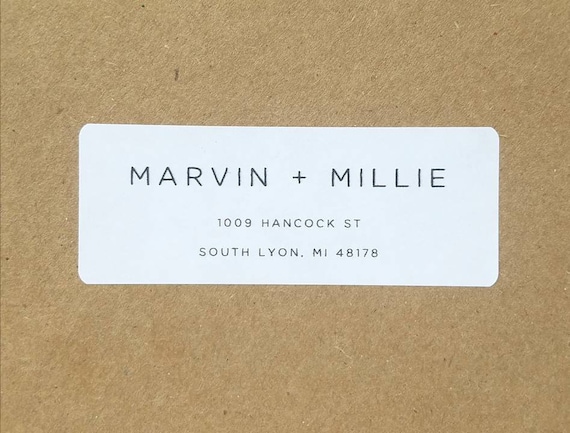 MARVIN + MILLIE
1009 HANCOCK ST
SOUTH LYON, MI 48178